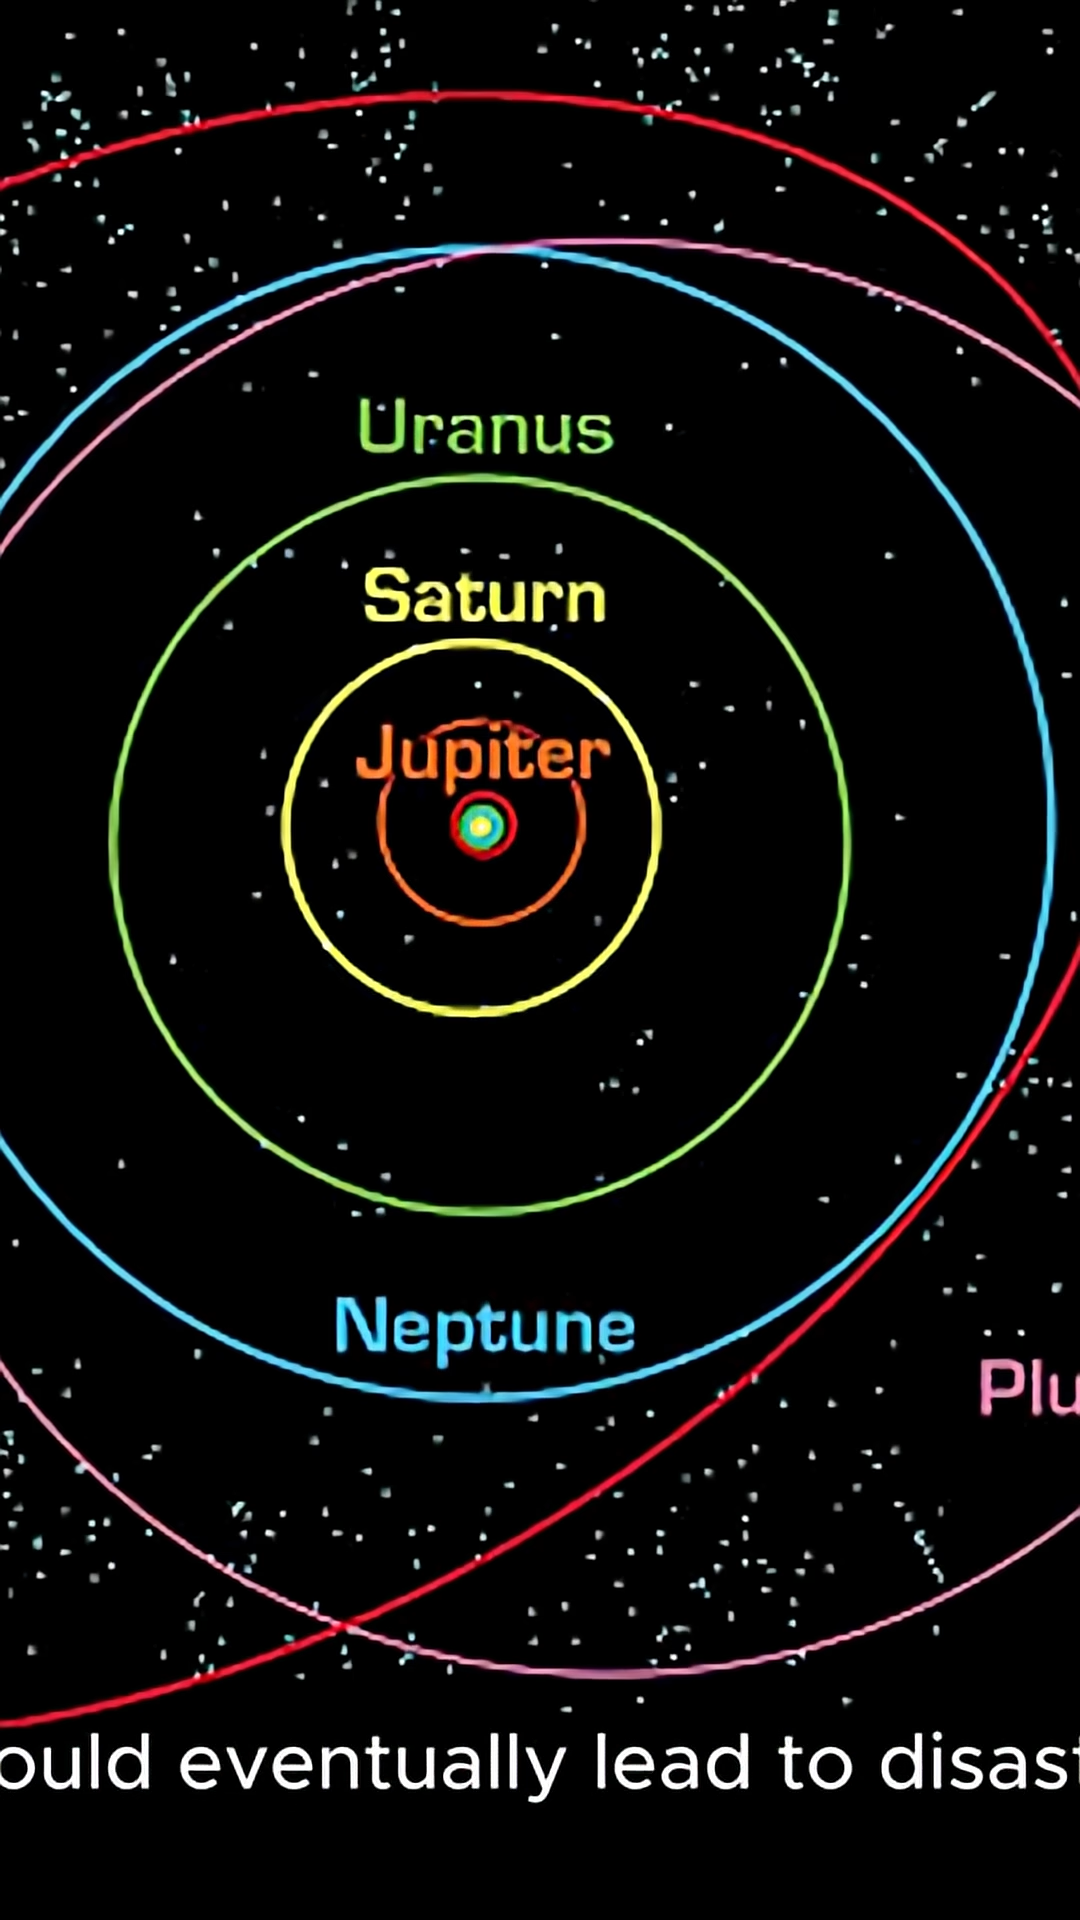 Uranus
Saturn
Jupiter
Neptune
Plu
ould eventually lead to disast